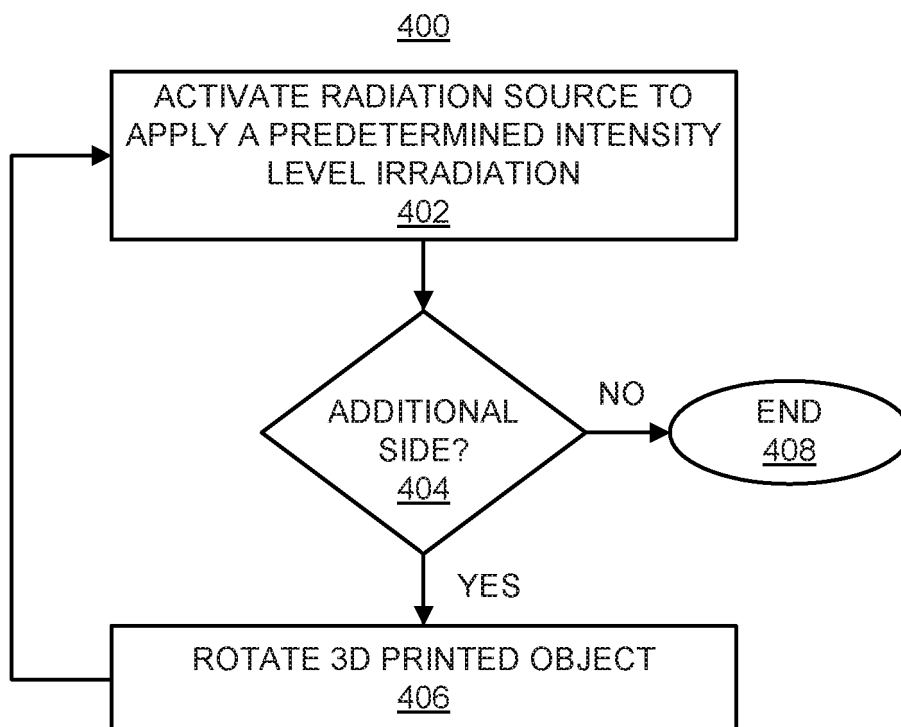 400
ACTIVATE RADIATION SOURCE TO
APPLY A PREDETERMINED INTENSITY
LEVEL IRRADIATION
402
ADDITIONAL
SIDE?
404
NO
END
408
YES
ROTATE 3D PRINTED OBJECT
406